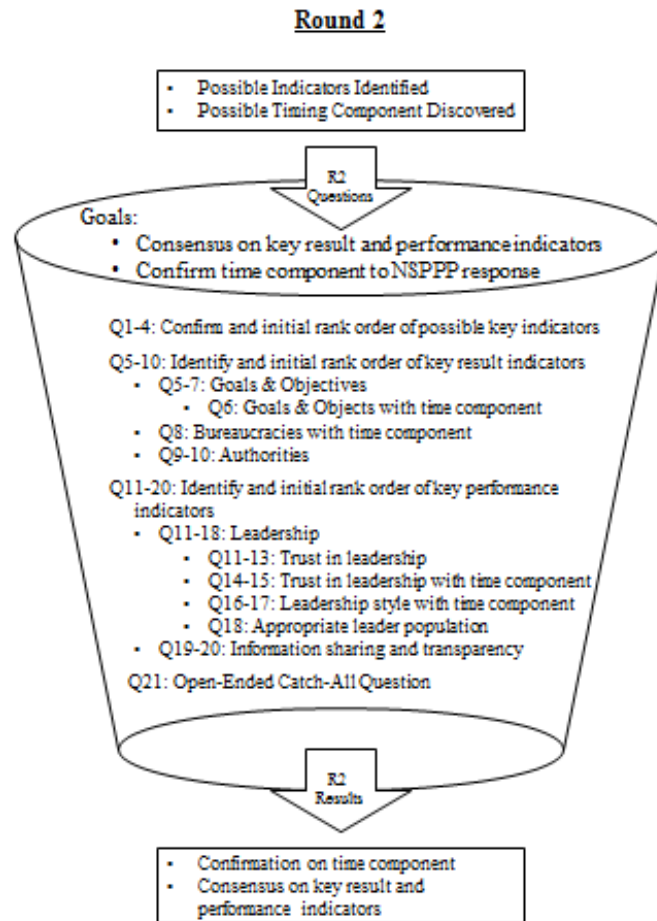 Round 2
▪ Possible Indicators Identified
▪ Possible Timing Component Discovered
R2
Questions
Goals:
• Consensus on key result and performance indicators
• Confirm time component to NSPPP response
Q1-4: Confirm and initial rank order of possible key indicators
Q5-10: Identify and initial rank order of key result indicators
▪ Q5-7: Goals & Objectives
▪ Q6: Goals & Objects with time component
▪ Q8: Bureaucracies with time component
▪ Q9-10: Authorities
Q11-20: Identify and initial rank order of key performance
indicators
▪ Q11-18: Leadership
▪ Q11-13: Trust in leadership
▪ Q14-15: Trust in leadership with time component
▪ Q16-17: Leadership style with time component
▪ Q18: Appropriate leader population
▪ Q19-20: Information sharing and transparency
Q21: Open-Ended Catch-All Question
R2
Results
▪ Confirmation on time component
▪ Consensus on key result and
performance indicators